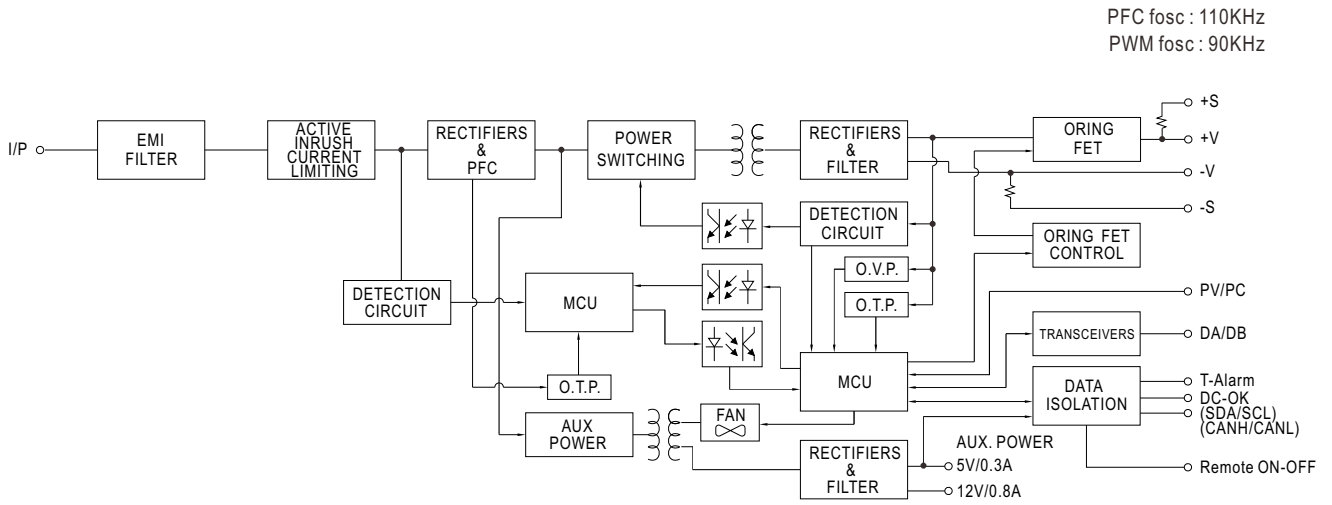 PFC fosc : 110KHz
PWM fosc : 90KHz
I/P
EMI
FILTER
ACTIVE
INRUSH
CURRENT
LIMITING
RECTIFIERS
&
PFC
POWER
SWITCHING
RECTIFIERS
&
FILTER
ORING
FET
+S
+V
-V
-S
DETECTION
CIRCUIT
ORING FET
CONTROL
O.V.P.
O.T.P.
DETECTION
CIRCUIT
MCU
PV/PC
TRANSCEIVERS
DA/DB
MCU
O.T.P.
DATA
ISOLATION
T-Alarm
DC-OK
(SDA/SCL)
(CANH/CANL)
AUX
POWER
FAN
RECTIFIERS
&
FILTER
AUX. POWER
5V/0.3A
12V/0.8A
Remote ON-OFF